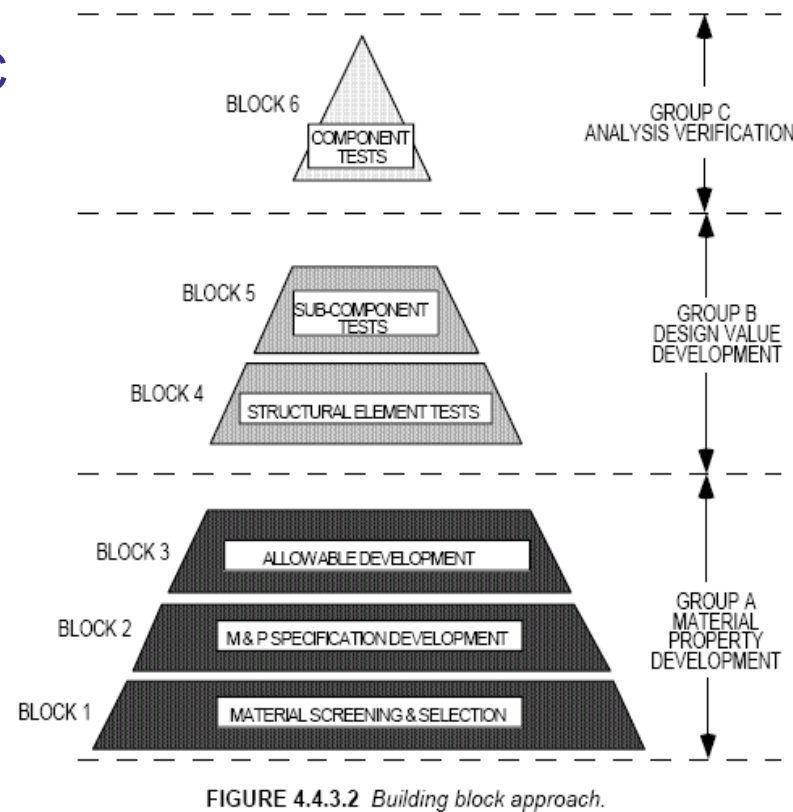 C
BLOCK 6
COMPONENT
TESTS
GROUP C
ANALYSIS VERIFICATION
BLOCK 5
SUB-COMPONENT
TESTS
GROUP B
DESIGN VALUE
DEVELOPMENT
BLOCK 4
STRUCTURAL ELEMENT TESTS
BLOCK 3
ALLOWABLE DEVELOPMENT
GROUP A
MATERIAL
PROPERTY
DEVELOPMENT
BLOCK 2
M & P SPECIFICATION DEVELOPMENT
BLOCK 1
MATERIAL SCREENING & SELECTION
FIGURE 4.4.3.2 Building block approach.